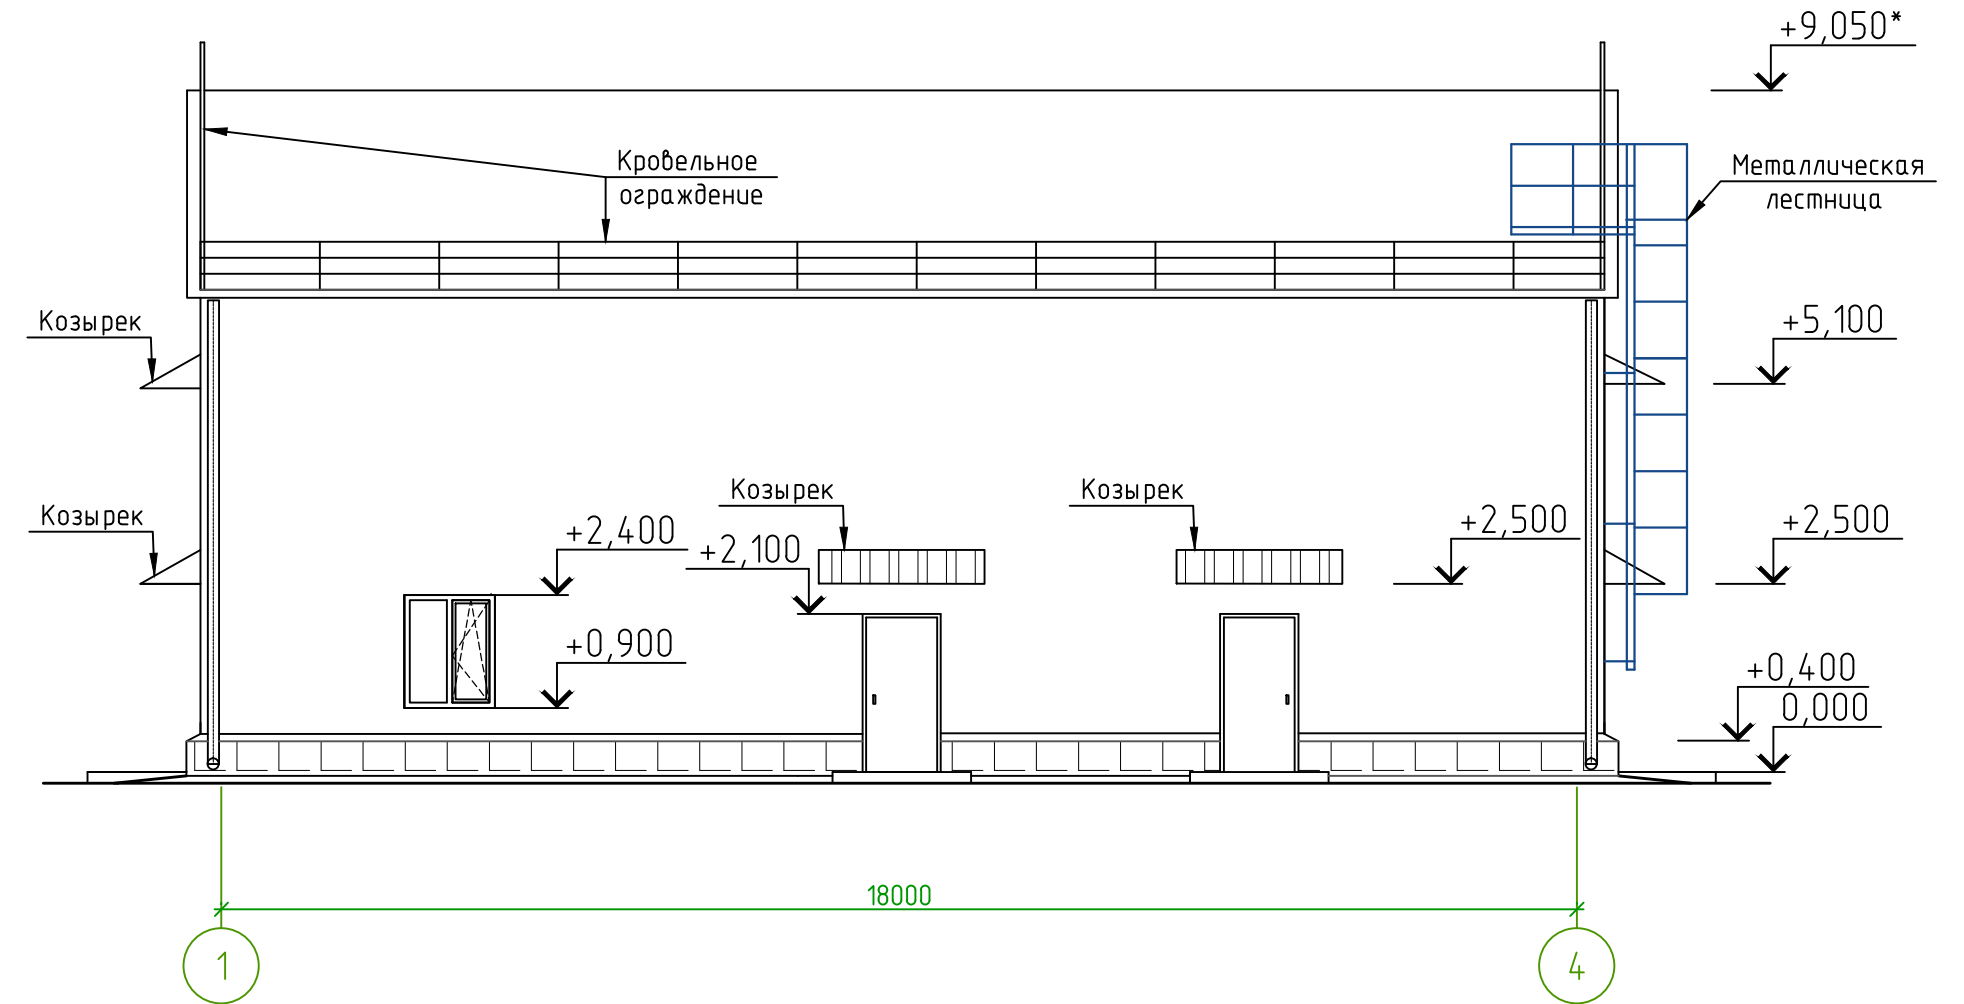 +9,050*
Кровельное
ограждение
Металлическая
лестница
Козырек
+5,100
Козырек
Козырек
Козырек
+2,400
+2,100
+2,500
+2,500
+0,900
+0,400
0,000
18000
1
4